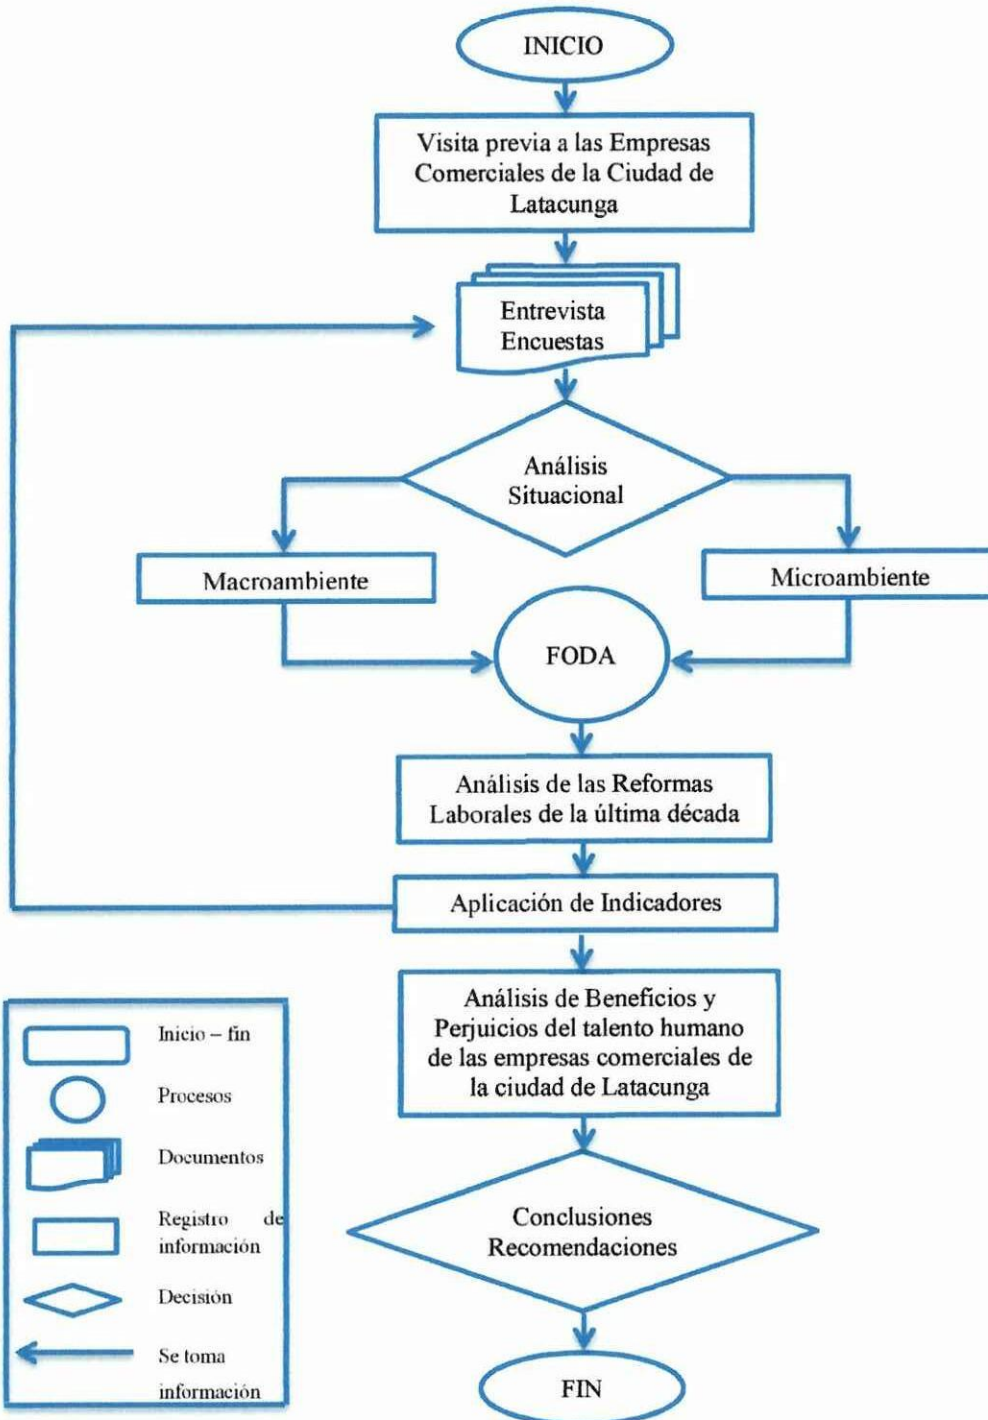 INICIO
Visita previa a las Empresas
Comerciales de la Ciudad de
Latacunga
Entrevista
Encuestas
Análisis
Situacional
Macroambiente
Microambiente
FODA
Análisis de las Reformas
Laborales de la última década
Aplicación de Indicadores
Análisis de Beneficios y
Perjuicios del talento humano
de las empresas comerciales de
la ciudad de Latacunga
Conclusiones
Recomendaciones
FIN
Inicio – fin
Procesos
Documentos
Registro de
información
Decisión
Se toma
información